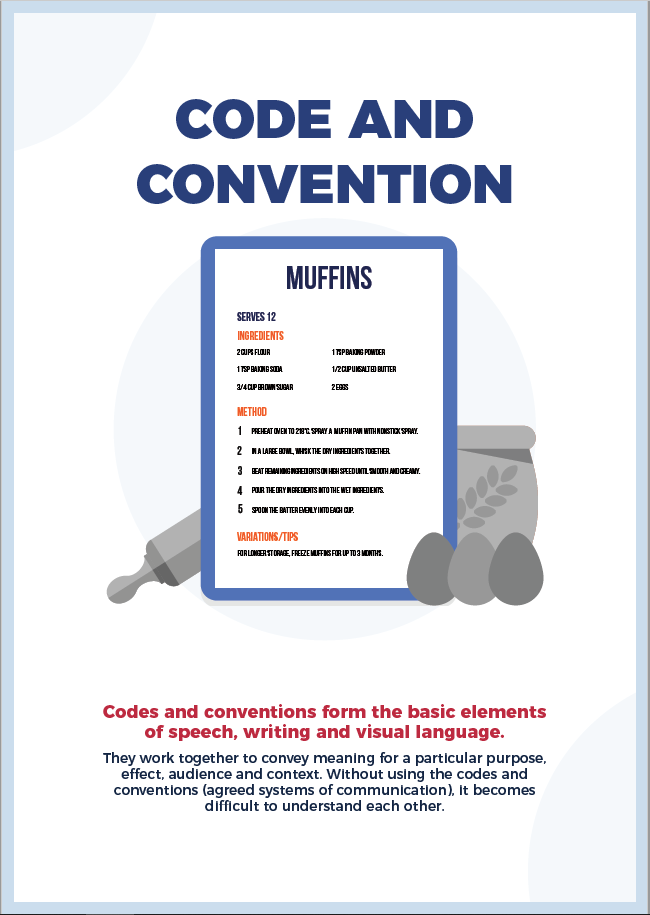 CODE AND
CONVENTION
MUFFINS
SERVES 12
INGREDIENTS
2 CUPS FLOUR
1 TSP BAKING POWDER
1 TSP BAKING SODA
1/2 CUP UNSALTED BUTTER
3/4 CUP BROWN SUGAR
2 EGGS
METHOD
1 PREHEAT OVEN TO 218°C. SPRAY A MUFFIN PAN WITH NONSTICK SPRAY.
2 IN A LARGE BOWL, WHISK THE DRY INGREDIENTS TOGETHER.
3 BEAT REMAINING INGREDIENTS ON HIGH SPEED UNTIL SMOOTH AND CREAMY.
4 POUR THE DRY INGREDIENTS INTO THE WET INGREDIENTS.
5 SPOON THE BATTER EVENLY INTO EACH CUP.
VARIATIONS/TIPS
FOR LONGER STORAGE, FREEZE MUFFINS FOR UP TO 3 MONTHS.
Codes and conventions form the basic elements
of speech, writing and visual language.
They work together to convey meaning for a particular purpose,
effect, audience and context. Without using the codes and
conventions (agreed systems of communication), it becomes
difficult to understand each other.